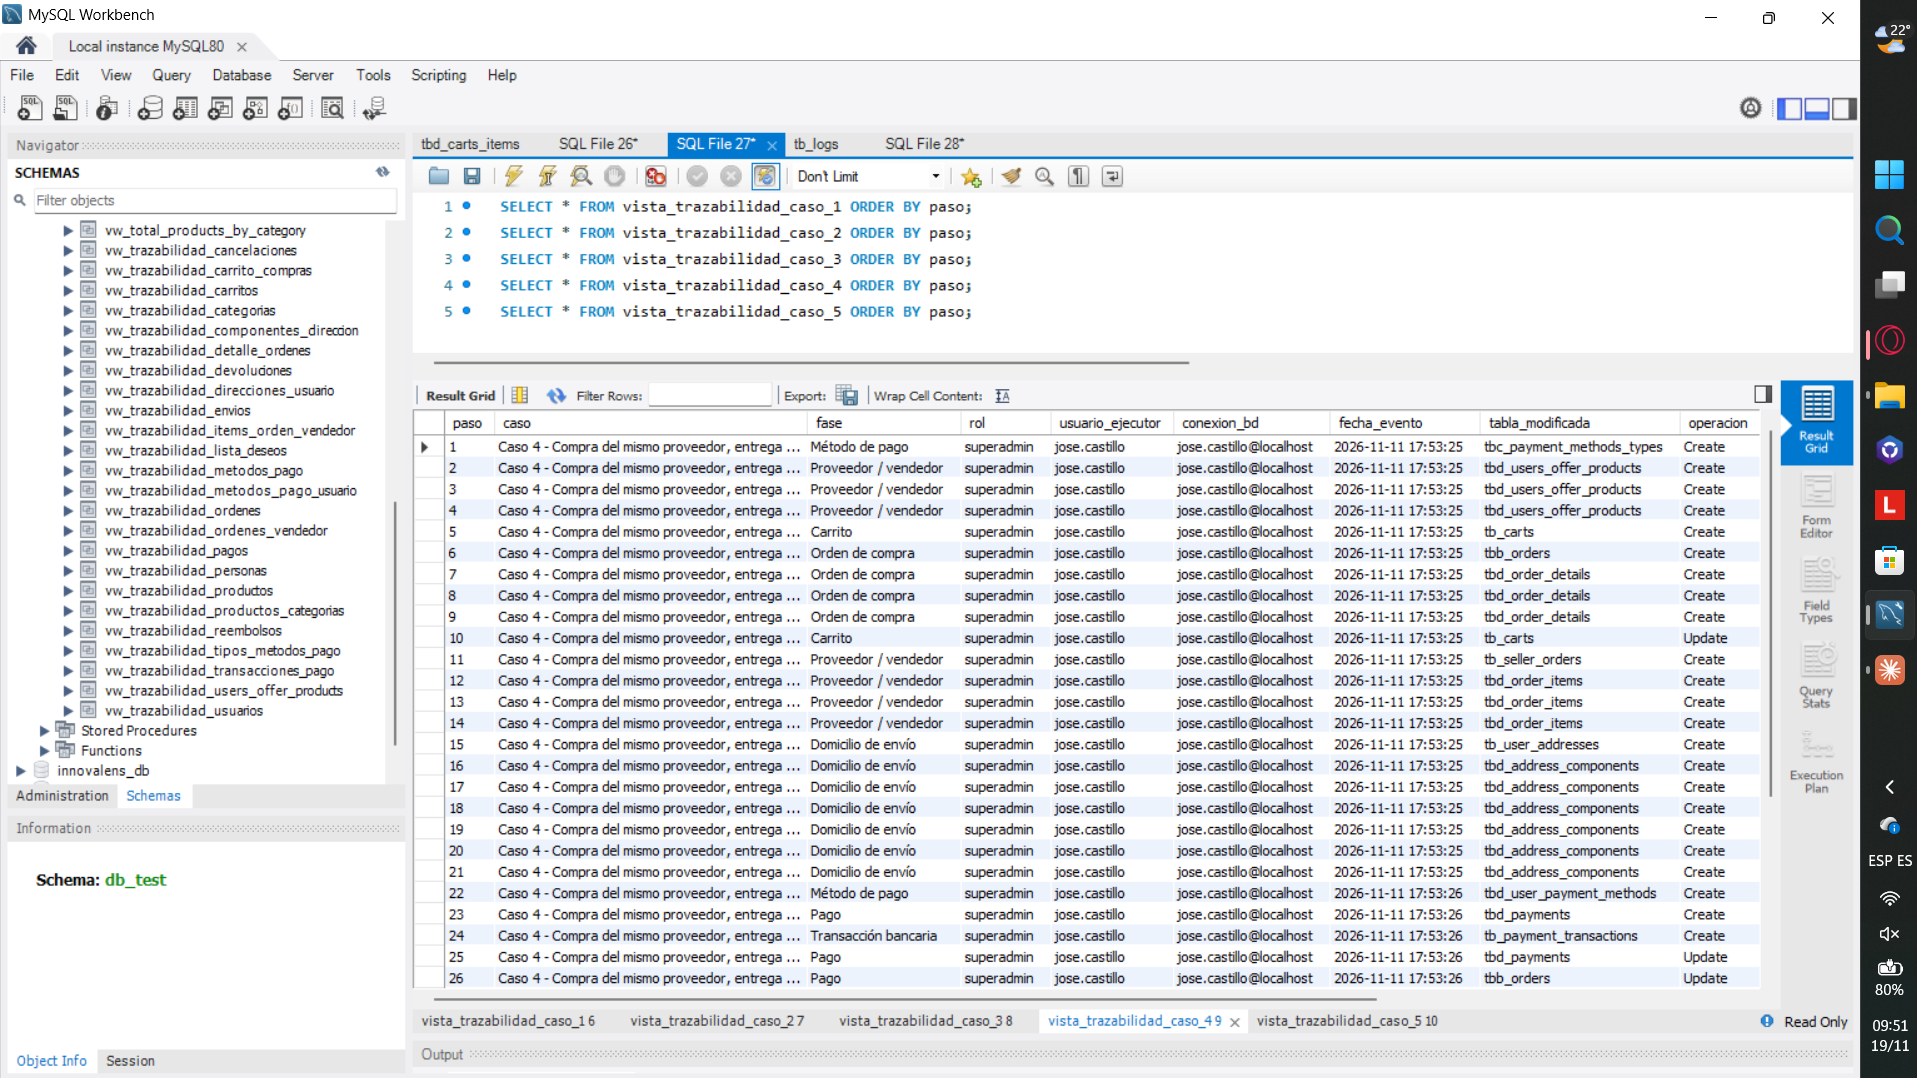 MySQL Workbench
Local instance MySQL80
File Edit View Query Database Server Tools Scripting Help
Navigator
SCHEMAS
Filter objects
vw_total_products_by_category
vw_trazabilidad_cancelaciones
vw_trazabilidad_carrito_compras
vw_trazabilidad_carritos
vw_trazabilidad_categorias
vw_trazabilidad_componentes_direccion
vw_trazabilidad_detalle_ordenes
vw_trazabilidad_devoluciones
vw_trazabilidad_direcciones_usuario
vw_trazabilidad_envios
vw_trazabilidad_items_orden_vendedor
vw_trazabilidad_lista_deseos
vw_trazabilidad_metodos_pago
vw_trazabilidad_metodos_pago_usuario
vw_trazabilidad_ordenes
vw_trazabilidad_ordenes_vendedor
vw_trazabilidad_pagos
vw_trazabilidad_personas
vw_trazabilidad_productos
vw_trazabilidad_productos_categorias
vw_trazabilidad_reembolsos
vw_trazabilidad_tipos_metodos_pago
vw_trazabilidad_transacciones_pago
vw_trazabilidad_users_offer_products
vw_trazabilidad_usuarios
Stored Procedures
Functions
innovalens_db
Administration Schemas
Information
Schema: db_test
Object Info Session
tbd_carts_items SQL File 26* SQL File 27* tb_logs SQL File 28*
Don't Limit
1 SELECT * FROM vista_trazabilidad_caso_1 ORDER BY paso;
2 SELECT * FROM vista_trazabilidad_caso_2 ORDER BY paso;
3 SELECT * FROM vista_trazabilidad_caso_3 ORDER BY paso;
4 SELECT * FROM vista_trazabilidad_caso_4 ORDER BY paso;
5 SELECT * FROM vista_trazabilidad_caso_5 ORDER BY paso;
Result Grid Filter Rows: Export: Wrap Cell Content:
paso caso fase rol usuario_ejecutor conexion_bd fecha_evento tabla_modificada operacion
1 Caso 4 - Compra del mismo proveedor, entrega ... Método de pago superadmin jose.castillo jose.castillo@localhost 2026-11-11 17:53:25 tbc_payment_methods_types Create
2 Caso 4 - Compra del mismo proveedor, entrega ... Proveedor / vendedor superadmin jose.castillo jose.castillo@localhost 2026-11-11 17:53:25 tbd_users_offer_products Create
3 Caso 4 - Compra del mismo proveedor, entrega ... Proveedor / vendedor superadmin jose.castillo jose.castillo@localhost 2026-11-11 17:53:25 tbd_users_offer_products Create
4 Caso 4 - Compra del mismo proveedor, entrega ... Proveedor / vendedor superadmin jose.castillo jose.castillo@localhost 2026-11-11 17:53:25 tbd_users_offer_products Create
5 Caso 4 - Compra del mismo proveedor, entrega ... Carrito superadmin jose.castillo jose.castillo@localhost 2026-11-11 17:53:25 tb_carts Create
6 Caso 4 - Compra del mismo proveedor, entrega ... Orden de compra superadmin jose.castillo jose.castillo@localhost 2026-11-11 17:53:25 tbb_orders Create
7 Caso 4 - Compra del mismo proveedor, entrega ... Orden de compra superadmin jose.castillo jose.castillo@localhost 2026-11-11 17:53:25 tbd_order_details Create
8 Caso 4 - Compra del mismo proveedor, entrega ... Orden de compra superadmin jose.castillo jose.castillo@localhost 2026-11-11 17:53:25 tbd_order_details Create
9 Caso 4 - Compra del mismo proveedor, entrega ... Orden de compra superadmin jose.castillo jose.castillo@localhost 2026-11-11 17:53:25 tbd_order_details Create
10 Caso 4 - Compra del mismo proveedor, entrega ... Carrito superadmin jose.castillo jose.castillo@localhost 2026-11-11 17:53:25 tb_carts Update
11 Caso 4 - Compra del mismo proveedor, entrega ... Proveedor / vendedor superadmin jose.castillo jose.castillo@localhost 2026-11-11 17:53:25 tb_seller_orders Create
12 Caso 4 - Compra del mismo proveedor, entrega ... Proveedor / vendedor superadmin jose.castillo jose.castillo@localhost 2026-11-11 17:53:25 tbd_order_items Create
13 Caso 4 - Compra del mismo proveedor, entrega ... Proveedor / vendedor superadmin jose.castillo jose.castillo@localhost 2026-11-11 17:53:25 tbd_order_items Create
14 Caso 4 - Compra del mismo proveedor, entrega ... Proveedor / vendedor superadmin jose.castillo jose.castillo@localhost 2026-11-11 17:53:25 tbd_order_items Create
15 Caso 4 - Compra del mismo proveedor, entrega ... Domicilio de envío superadmin jose.castillo jose.castillo@localhost 2026-11-11 17:53:25 tb_user_addresses Create
16 Caso 4 - Compra del mismo proveedor, entrega ... Domicilio de envío superadmin jose.castillo jose.castillo@localhost 2026-11-11 17:53:25 tbd_address_components Create
17 Caso 4 - Compra del mismo proveedor, entrega ... Domicilio de envío superadmin jose.castillo jose.castillo@localhost 2026-11-11 17:53:25 tbd_address_components Create
18 Caso 4 - Compra del mismo proveedor, entrega ... Domicilio de envío superadmin jose.castillo jose.castillo@localhost 2026-11-11 17:53:25 tbd_address_components Create
19 Caso 4 - Compra del mismo proveedor, entrega ... Domicilio de envío superadmin jose.castillo jose.castillo@localhost 2026-11-11 17:53:25 tbd_address_components Create
20 Caso 4 - Compra del mismo proveedor, entrega ... Domicilio de envío superadmin jose.castillo jose.castillo@localhost 2026-11-11 17:53:25 tbd_address_components Create
21 Caso 4 - Compra del mismo proveedor, entrega ... Domicilio de envío superadmin jose.castillo jose.castillo@localhost 2026-11-11 17:53:25 tbd_address_components Create
22 Caso 4 - Compra del mismo proveedor, entrega ... Método de pago superadmin jose.castillo jose.castillo@localhost 2026-11-11 17:53:26 tbd_user_payment_methods Create
23 Caso 4 - Compra del mismo proveedor, entrega ... Pago superadmin jose.castillo jose.castillo@localhost 2026-11-11 17:53:26 tbd_payments Create
24 Caso 4 - Compra del mismo proveedor, entrega ... Transacción bancaria superadmin jose.castillo jose.castillo@localhost 2026-11-11 17:53:26 tb_payment_transactions Create
25 Caso 4 - Compra del mismo proveedor, entrega ... Pago superadmin jose.castillo jose.castillo@localhost 2026-11-11 17:53:26 tbd_payments Update
26 Caso 4 - Compra del mismo proveedor, entrega ... Pago superadmin jose.castillo jose.castillo@localhost 2026-11-11 17:53:26 tbb_orders Update
vista_trazabilidad_caso_1 6 vista_trazabilidad_caso_2 7 vista_trazabilidad_caso_3 8 vista_trazabilidad_caso_4 9 vista_trazabilidad_caso_5 10
Read Only
Output
Result Grid
Form Editor
Field Types
Query Stats
Execution Plan
22°
L
ESP ES
80%
09:51
19/11